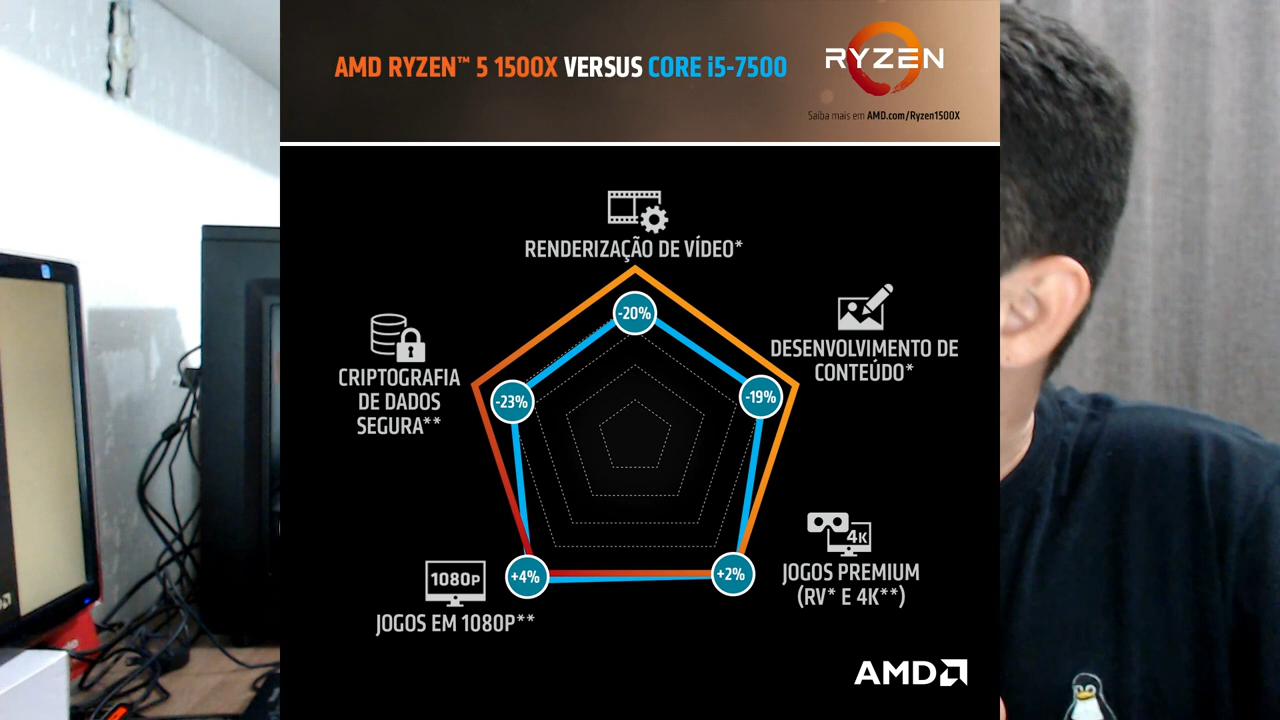 AMD RYZEN™ 5 1500X VERSUS CORE i5-7500
RYZEN
Saiba mais em AMD.com/Ryzen1500X
RENDERIZAÇÃO DE VÍDEO*
-20%
DESENVOLVIMENTO DE
CONTEÚDO*
-19%
CRIPTOGRAFIA
DE DADOS
SEGURA**
-23%
4K
JOGOS PREMIUM
(RV* E 4K**)
+2%
1080P
JOGOS EM 1080P**
+4%
AMD